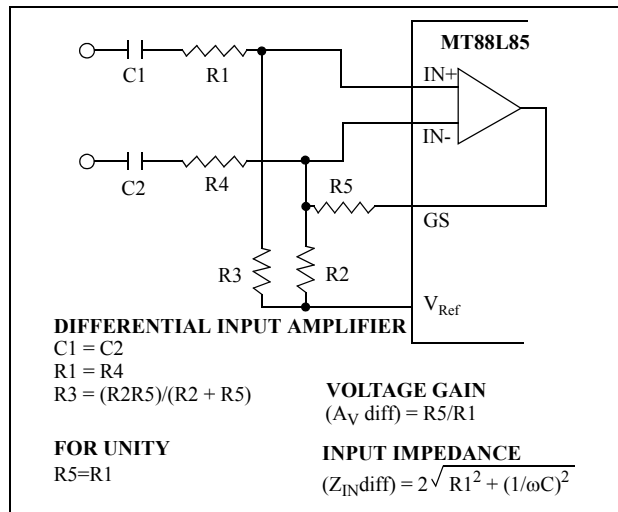 MT88L85
C1
R1
IN+
IN-
C2
R4
R5
GS
R3
R2
V_Ref
DIFFERENTIAL INPUT AMPLIFIER
C1 = C2
R1 = R4
R3 = (R2R5)/(R2 + R5)
FOR UNITY
R5=R1
VOLTAGE GAIN
(A_V diff) = R5/R1
INPUT IMPEDANCE
(Z_INdiff) = 2√R1² + (1/ωC)²